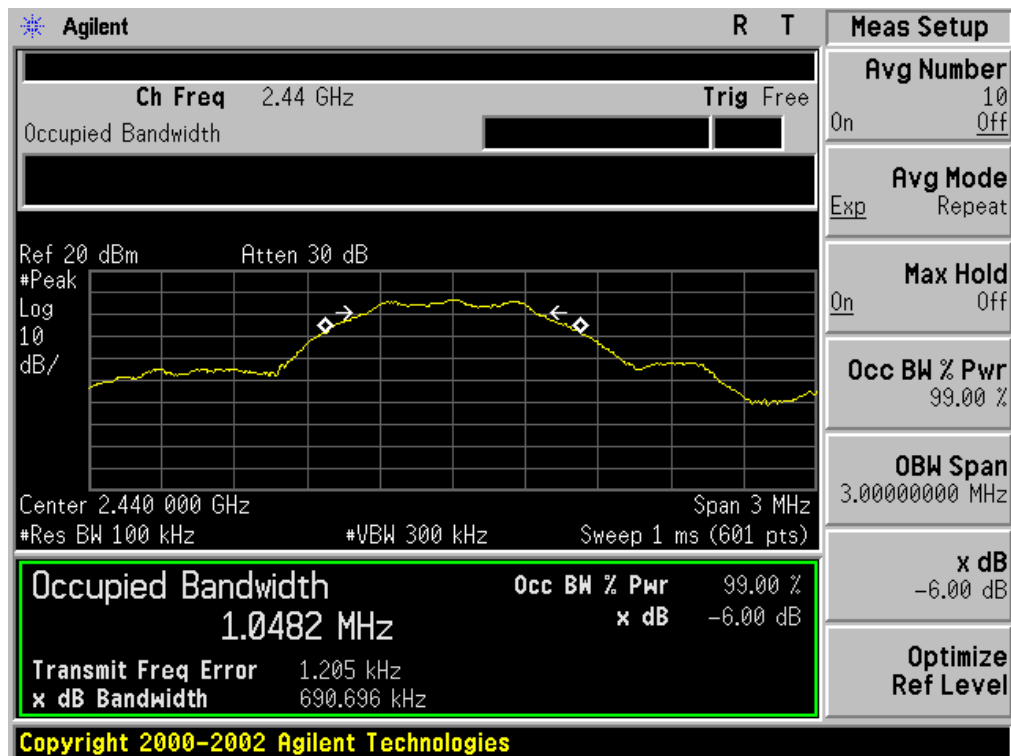 Agilent R T
Meas Setup
Ch Freq 2.44 GHz Trig Free
Occupied Bandwidth
Ref 20 dBm Atten 30 dB
#Peak
Log
10
dB/
Center 2.440 000 GHz Span 3 MHz
#Res BW 100 kHz #VBW 300 kHz Sweep 1 ms (601 pts)
Occupied Bandwidth
1.0482 MHz
Occ BW % Pwr 99.00 %
x dB -6.00 dB
Transmit Freq Error 1.205 kHz
x dB Bandwidth 690.696 kHz
Avg Number
10
On Off
Avg Mode
Exp Repeat
Max Hold
On Off
Occ BW % Pwr
99.00 %
OBW Span
3.00000000 MHz
x dB
-6.00 dB
Optimize
Ref Level
Copyright 2000-2002 Agilent Technologies